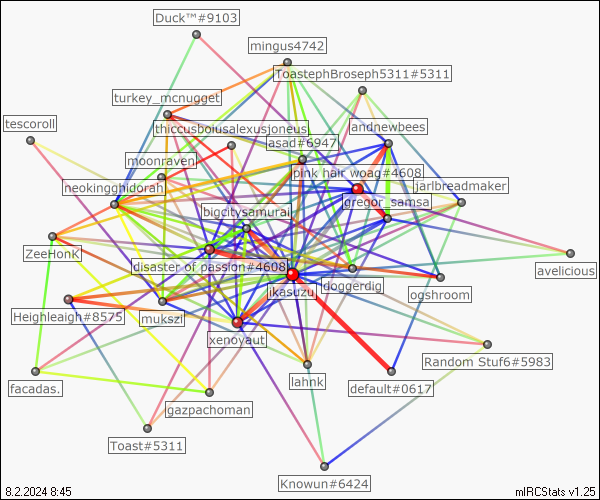 Duck™#9103
mingus4742
ToastephBroseph5311#5311
turkey_mcnugget
tescoroll
thiccusboiusalexusjoneus
andnewbees
asad#6947
moonraven
pink hair woag#4608
neokingghidorah
jarlbreadmaker
gregor_samsa
bigcitysamurai
ZeeHonk
disaster of passion#4608
avelicious
ikasuzu
doggerdig
ogshroom
Heighleaigh#8575
mukszi
xenoyaut
Random Stuf6#5983
lahnk
facadas.
default#0617
gazpachoman
Toast#5311
Knowun#6424
8.2.2024 8:45
mIRCStats v1.25